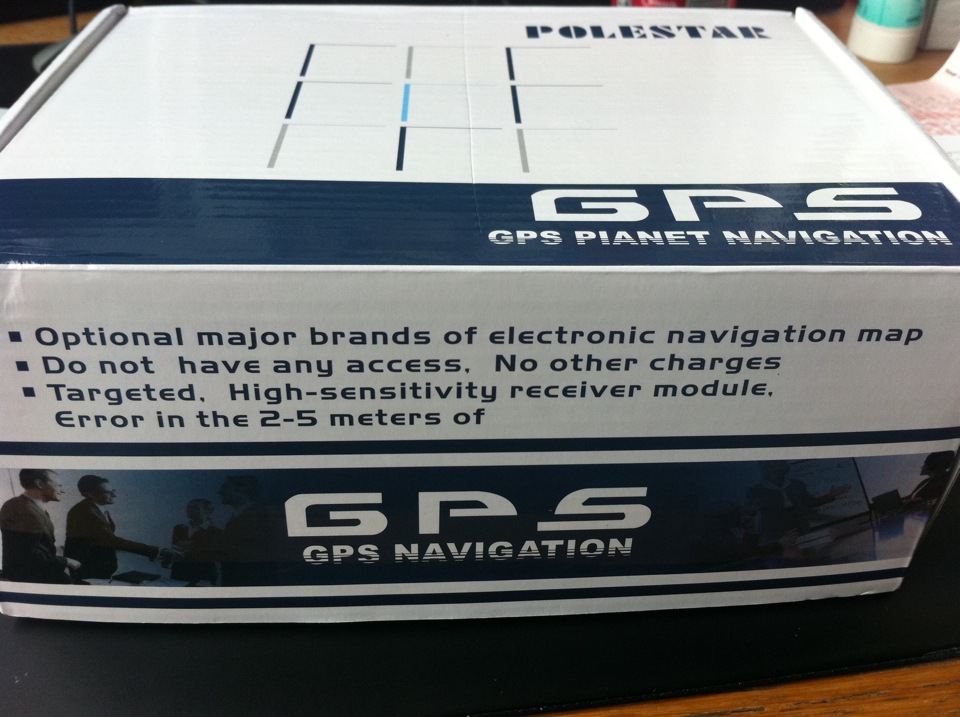 POLESTAR
GPS
GPS PIANET NAVIGATION
▪ Optional major brands of electronic navigation map
▪ Do not have any access, No other charges
▪ Targeted, High-sensitivity receiver module,
Error in the 2-5 meters of
GPS
GPS NAVIGATION